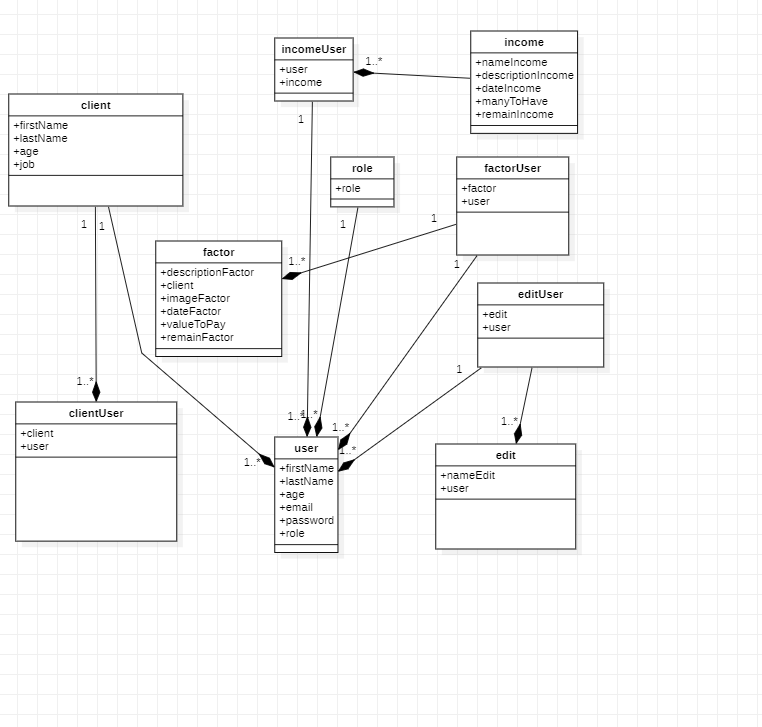 incomeUser
+user
+income
1..*
1
income
+nameIncome
+descriptionIncome
+dateIncome
+manyToHave
+remainIncome
client
+firstName
+lastName
+age
+job
1
1
role
+role
1
factorUser
+factor
+user
1
1
factor
+descriptionFactor
+client
+imageFactor
+dateFactor
+valueToPay
+remainFactor
1..*
editUser
+edit
+user
1
1..*
clientUser
+client
+user
1..*
1..*
1..*
1..*
1..*
user
+firstName
+lastName
+age
+email
+password
+role
1..*
edit
+nameEdit
+user